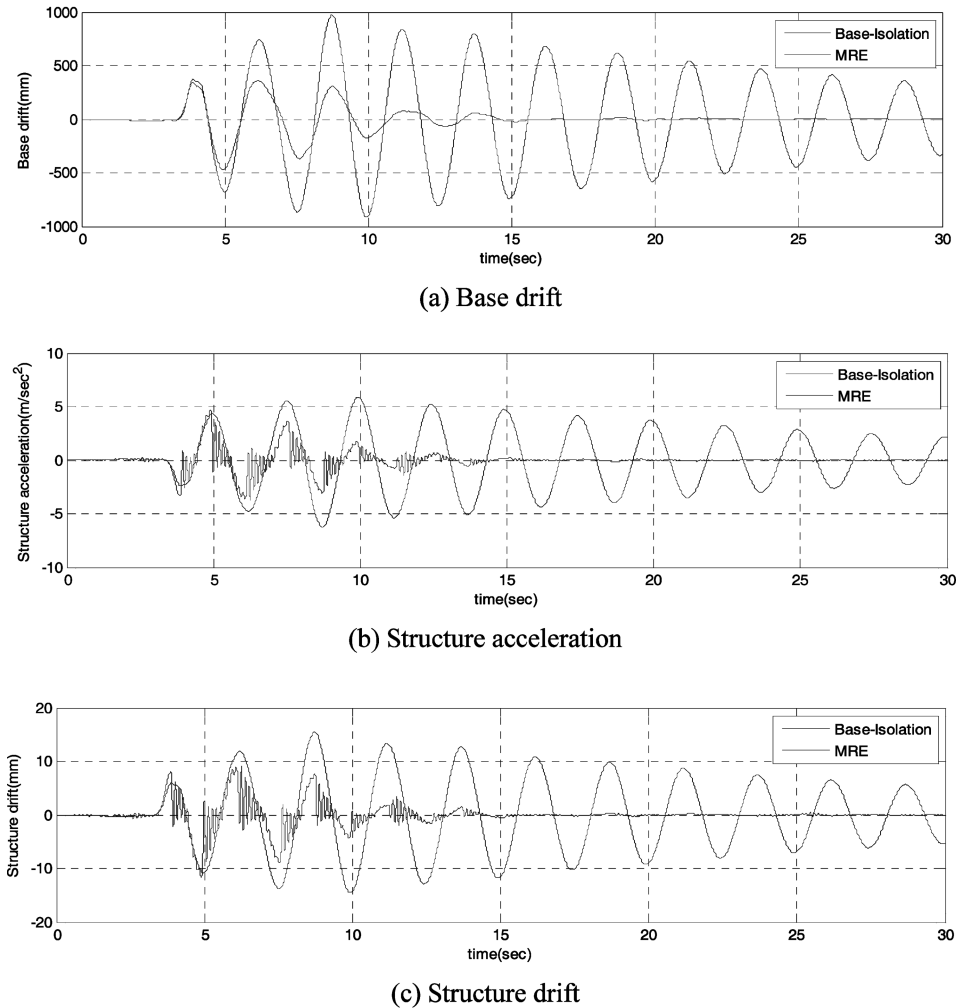 1000
500
0
-500
-1000
Base drift(mm)
Base-Isolation
MRE
0 5 10 15 20 25 30
time(sec)
(a) Base drift
10
5
0
-5
-10
Structure acceleration(m/sec²)
Base-Isolation
MRE
0 5 10 15 20 25 30
time(sec)
(b) Structure acceleration
20
10
0
-10
-20
Structure drift(mm)
Base-Isolation
MRE
0 5 10 15 20 25 30
time(sec)
(c) Structure drift